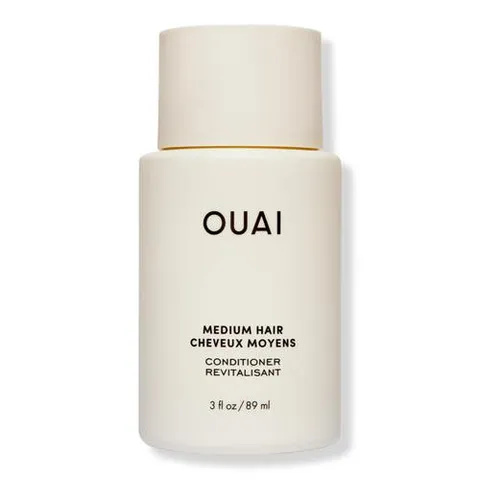 OUAI
MEDIUM HAIR
CHEVEUX MOYENS
CONDITIONER
REVITALISANT
3 fl oz / 89 ml